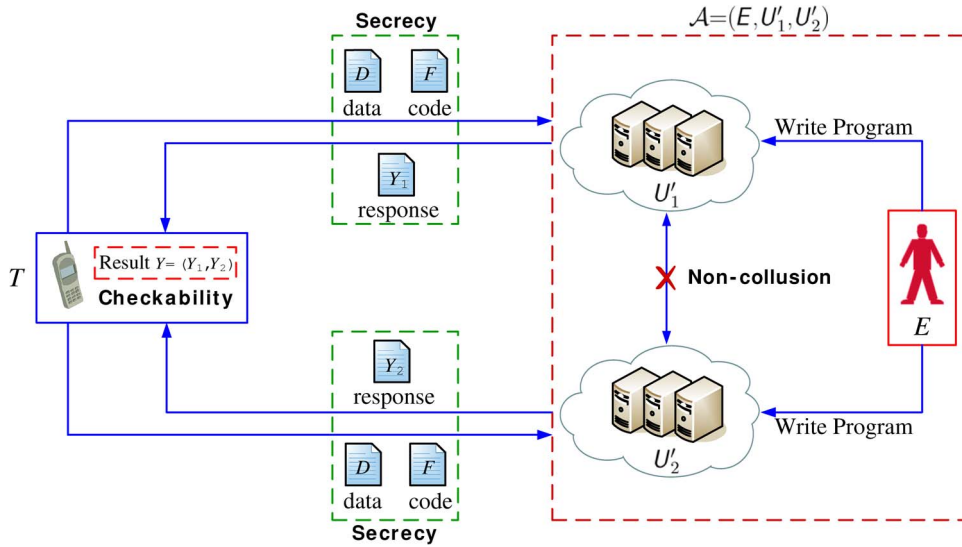 Secrecy
𝒜=(E,U′₁,U′₂)
D
F
data
code
Write Program
Y₁
response
U′₁
T
Result Y= (Y₁,Y₂)
Checkability
Non-collusion
E
Y₂
response
Write Program
U′₂
D
F
data
code
Secrecy